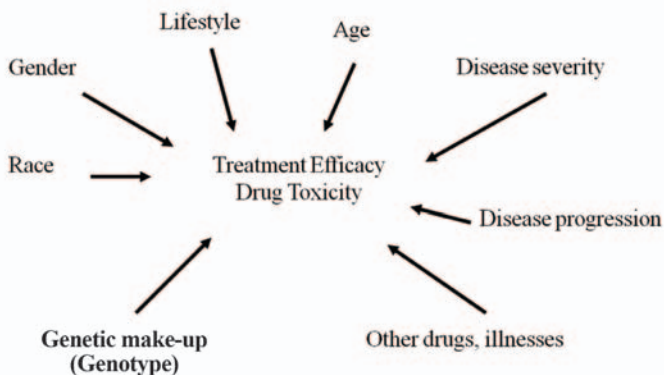 Lifestyle
Age
Gender
Disease severity
Race
Treatment Efficacy
Drug Toxicity
Disease progression
Genetic make-up
(Genotype)
Other drugs, illnesses